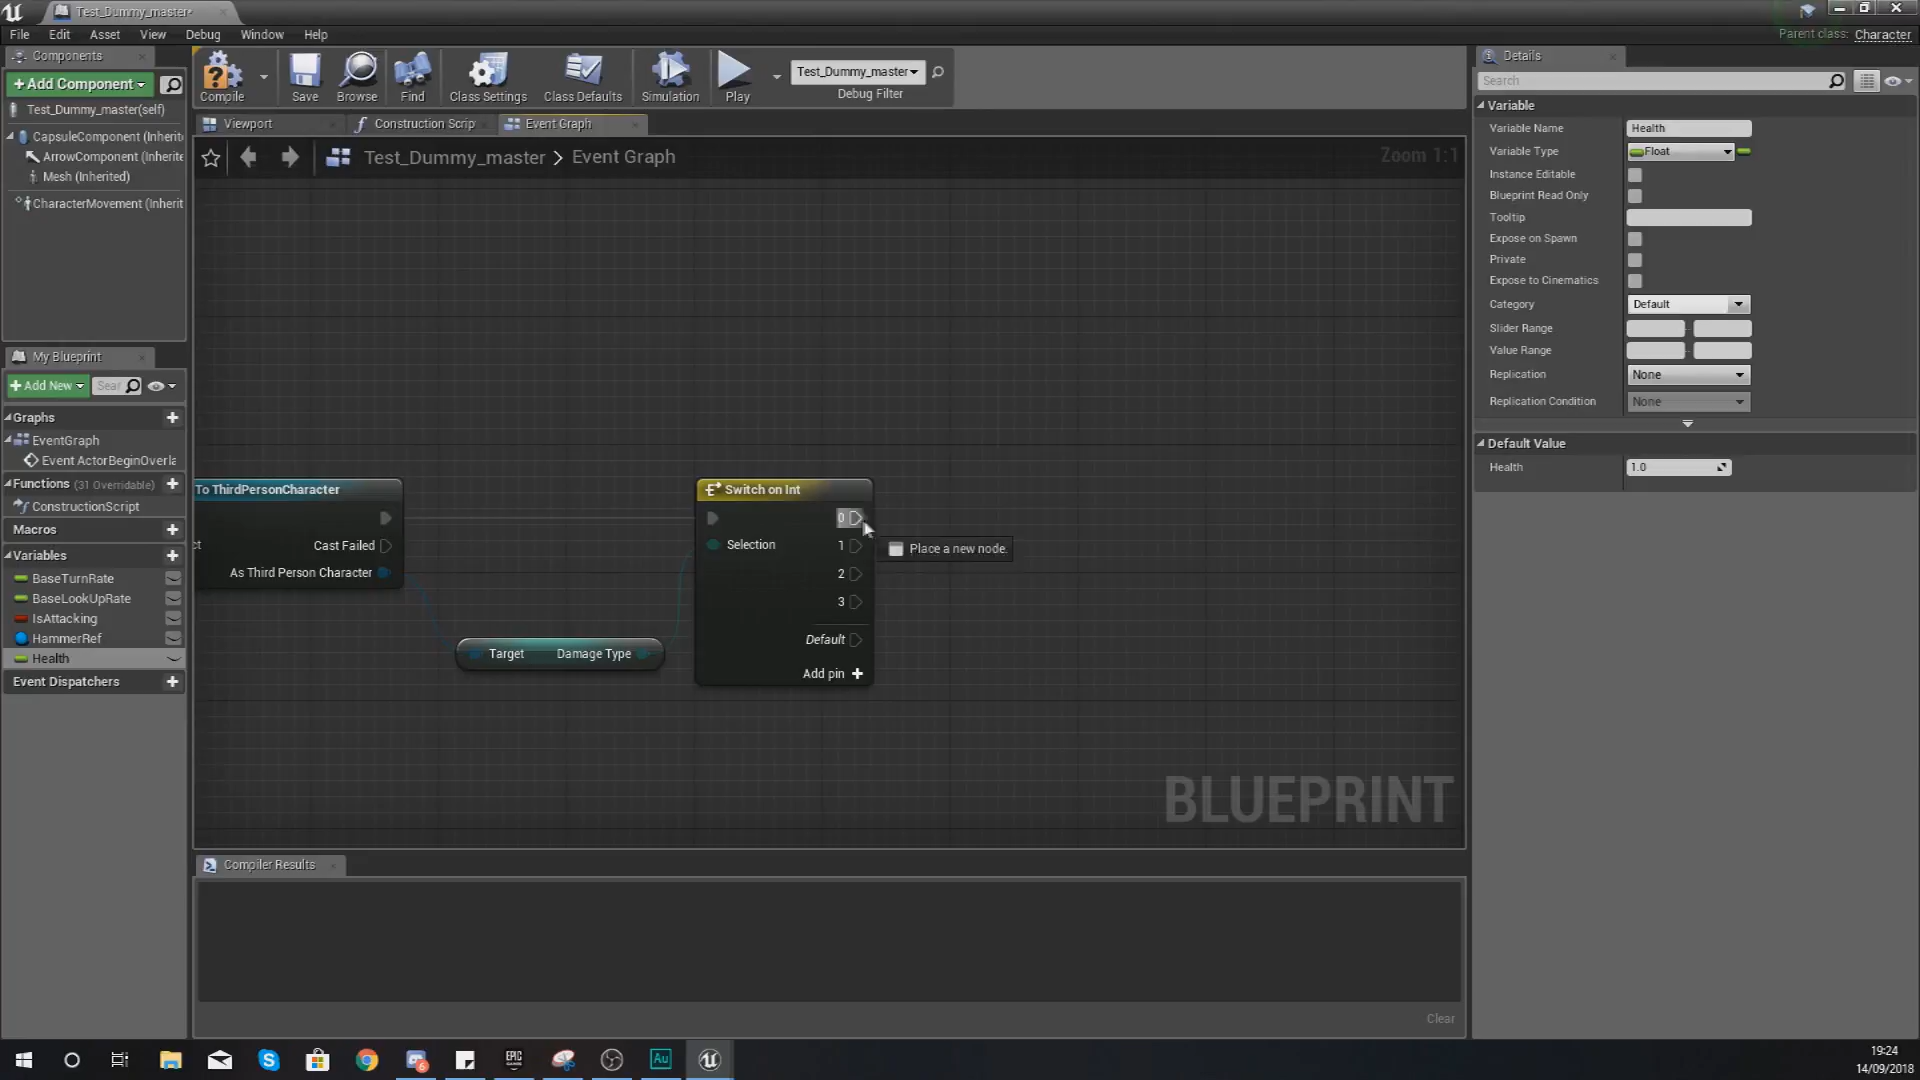 Test_Dummy_master*
File Edit Asset View Debug Window Help
Parent class: Character
Components
+Add Component
Test_Dummy_master(self)
CapsuleComponent (Inherit
ArrowComponent (Inherite
Mesh (Inherited)
CharacterMovement (Inherit
Compile
Save
Browse
Find
Class Settings
Class Defaults
Simulation
Play
Test_Dummy_master
Debug Filter
Viewport
Construction Scrip
Event Graph
Test_Dummy_master > Event Graph
Zoom 1:1
My Blueprint
+Add New
Sear
Graphs
EventGraph
Event ActorBeginOverla
Functions (31 Overridable)
ConstructionScript
Macros
Variables
BaseTurnRate
BaseLookUpRate
IsAttacking
HammerRef
Health
Event Dispatchers
To ThirdPersonCharacter
ct
Cast Failed
As Third Person Character
Target Damage Type
Switch on Int
0
Selection
1
2
3
Default
Add pin +
Place a new node.
BLUEPRINT
Compiler Results
Clear
Details
Search
Variable
Variable Name Health
Variable Type Float
Instance Editable
Blueprint Read Only
Tooltip
Expose on Spawn
Private
Expose to Cinematics
Category Default
Slider Range
Value Range
Replication None
Replication Condition None
Default Value
Health 1.0
EPIC
GAMES
Au
6
19:24
14/09/2018